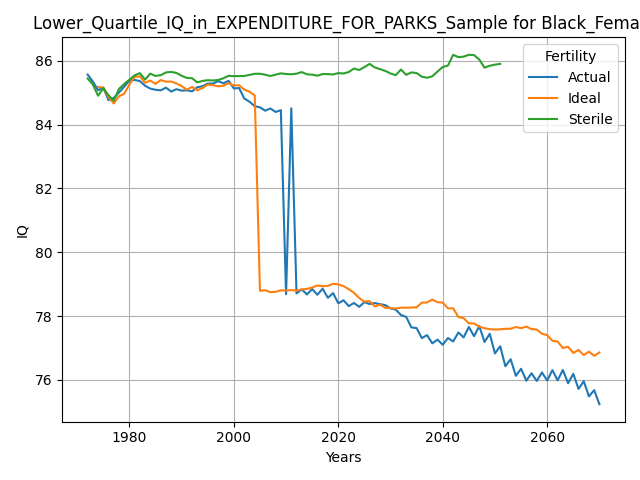 Lower_Quartile_IQ_in_EXPENDITURE_FOR_PARKS_Sample for Black_Fema
Fertility
Actual
Ideal
Sterile
86
84
82
80
78
76
IQ
1980
2000
2020
2040
2060
Years